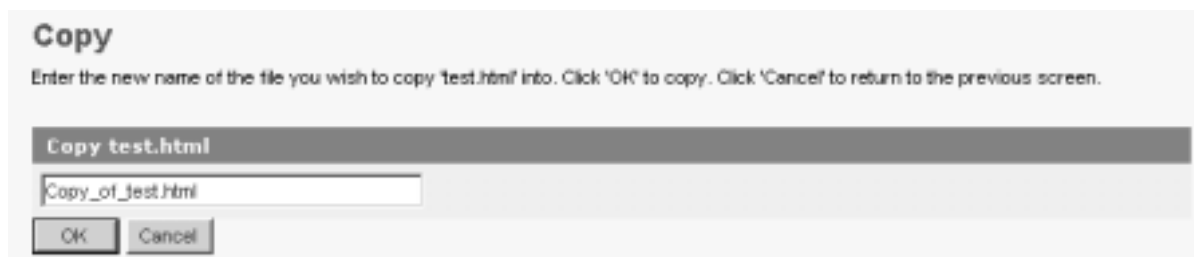 Copy
Enter the new name of the file you wish to copy 'test.html' into. Click 'OK' to copy. Click 'Cancel' to return to the previous screen.
Copy test.html
Copy_of_test.html
OK Cancel